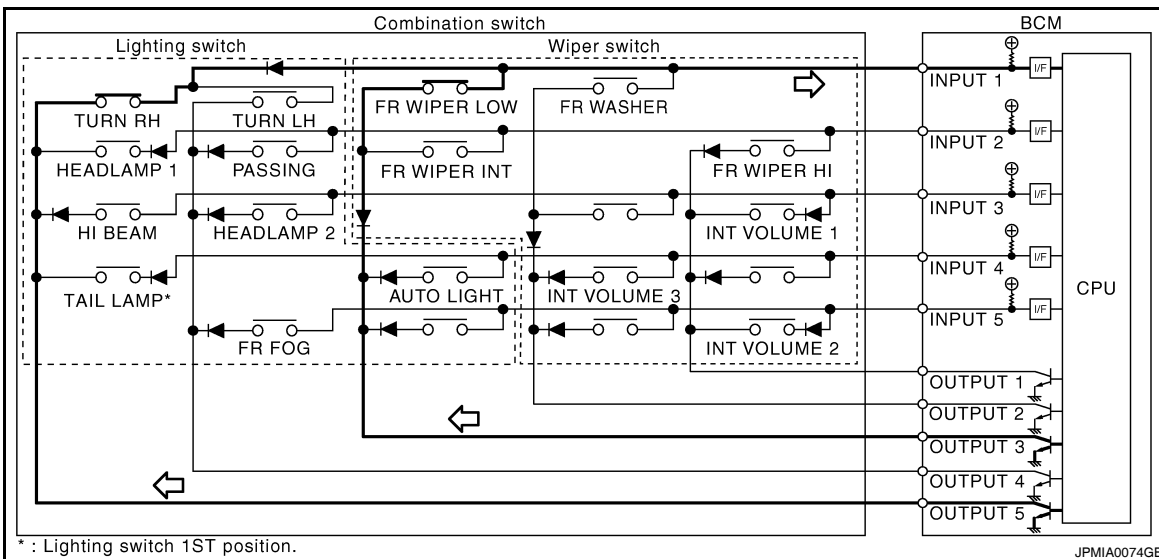 Combination switch
BCM
Lighting switch
Wiper switch
INPUT 1
I/F
TURN RH
TURN LH
FR WIPER LOW
FR WASHER
INPUT 2
I/F
HEADLAMP 1
PASSING
FR WIPER INT
FR WIPER HI
INPUT 3
I/F
HI BEAM
HEADLAMP 2
INT VOLUME 1
INPUT 4
I/F
CPU
TAIL LAMP*
AUTO LIGHT
INT VOLUME 3
INPUT 5
I/F
FR FOG
INT VOLUME 2
OUTPUT 1
OUTPUT 2
OUTPUT 3
OUTPUT 4
OUTPUT 5
* : Lighting switch 1ST position.
JPMIA0074GB